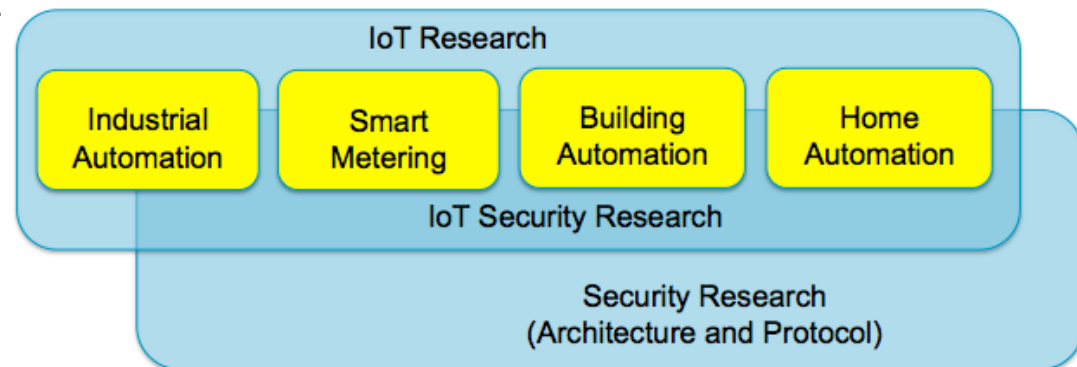 IoT Research
Industrial
Automation
Smart
Metering
Building
Automation
Home
Automation
IoT Security Research
Security Research
(Architecture and Protocol)